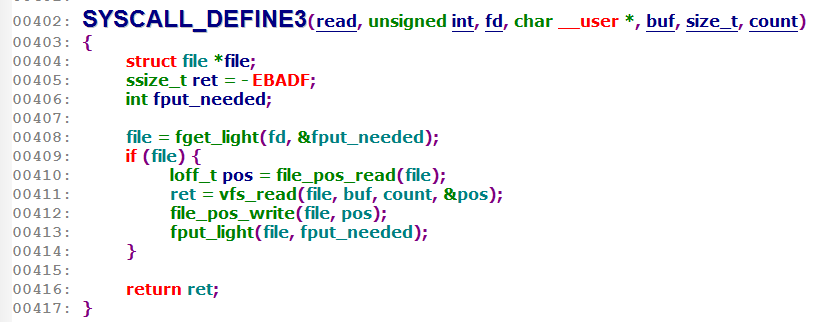 00402: SYSCALL_DEFINE3(read, unsigned int, fd, char __user *, buf, size_t, count)
00403: {
00404: struct file *file;
00405: ssize_t ret = - EBADF;
00406: int fput_needed;
00407:
00408: file = fget_light(fd, &fput_needed);
00409: if (file) {
00410: loff_t pos = file_pos_read(file);
00411: ret = vfs_read(file, buf, count, &pos);
00412: file_pos_write(file, pos);
00413: fput_light(file, fput_needed);
00414: }
00415:
00416: return ret;
00417: }